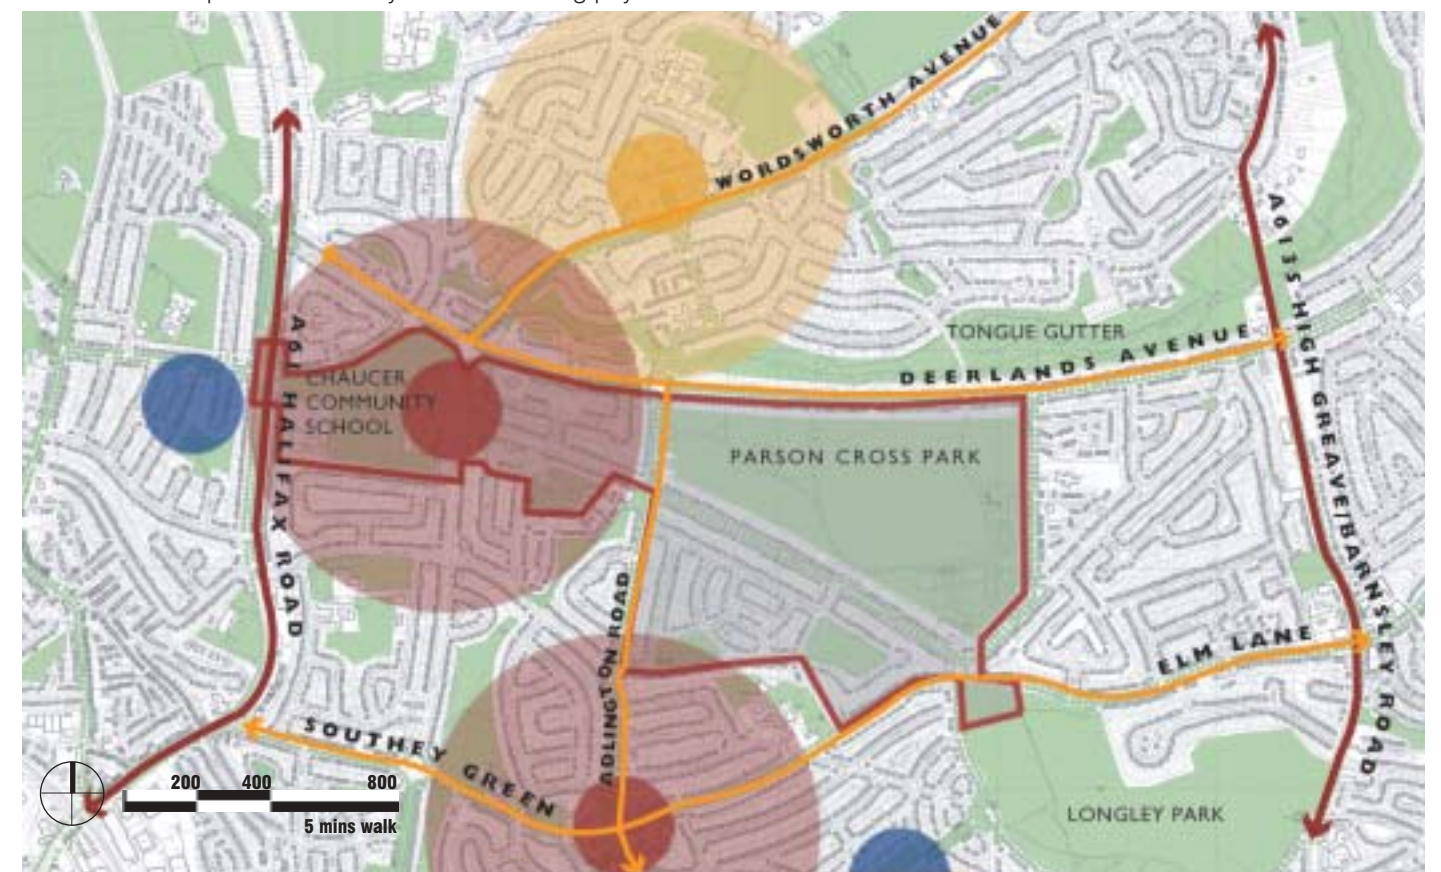 WORDSWORTH AVENUE
A6135 HIGH GREAVE/BARNSLEY ROAD
TONGUE GUTTER
DEERLANDS AVENUE
A61 HALIFAX ROAD
CHAUCER
COMMUNITY
SCHOOL
PARSON CROSS PARK
ADLINGTON ROAD
ELM LANE
SOUTHEY GREEN
200 400 800
5 mins walk
LONGLEY PARK